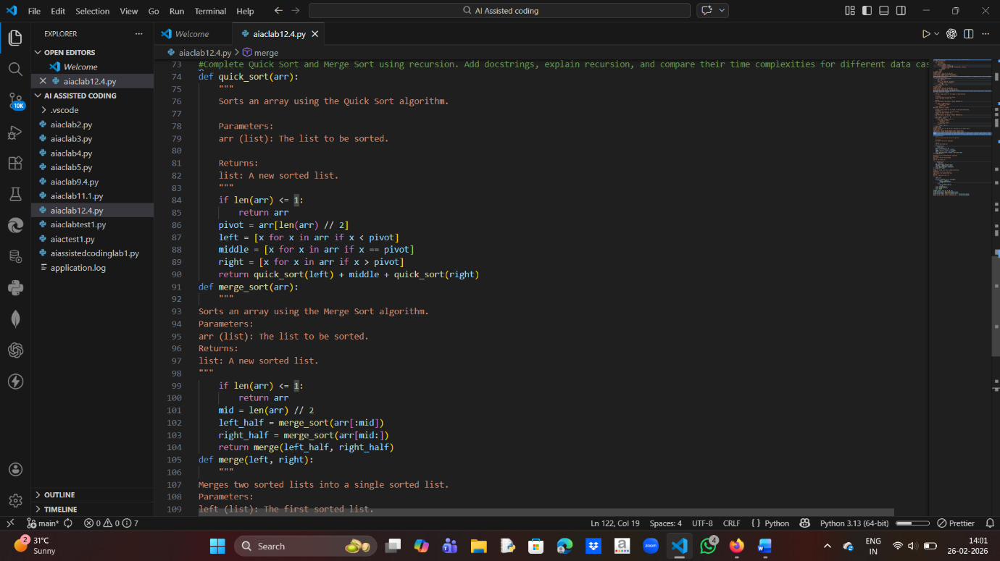 File Edit Selection View Go Run Terminal Help
AI Assisted coding
EXPLORER
OPEN EDITORS
Welcome
aiaclab12.4.py
AI ASSISTED CODING
.vscode
aiaclab2.py
aiaclab3.py
aiaclab4.py
aiaclab5.py
aiaclab9.4.py
aiaclab11.1.py
aiaclab12.4.py
aiaclabtest1.py
aiactest1.py
aiassistedcodinglab1.py
application.log
OUTLINE
TIMELINE
10K
Welcome aiaclab12.4.py
aiaclab12.4.py > merge
73 #Complete Quick Sort and Merge Sort using recursion. Add docstrings, explain recursion, and compare their time complexities for different data cas
74 def quick_sort(arr):
75 """
76 Sorts an array using the Quick Sort algorithm.
77
78 Parameters:
79 arr (list): The list to be sorted.
80
81 Returns:
82 list: A new sorted list.
83 """
84 if len(arr) <= 1:
85 return arr
86 pivot = arr[len(arr) // 2]
87 left = [x for x in arr if x < pivot]
88 middle = [x for x in arr if x == pivot]
89 right = [x for x in arr if x > pivot]
90 return quick_sort(left) + middle + quick_sort(right)
91 def merge_sort(arr):
92 """
93 Sorts an array using the Merge Sort algorithm.
94 Parameters:
95 arr (list): The list to be sorted.
96 Returns:
97 list: A new sorted list.
98 """
99 if len(arr) <= 1:
100 return arr
101 mid = len(arr) // 2
102 left_half = merge_sort(arr[:mid])
103 right_half = merge_sort(arr[mid:])
104 return merge(left_half, right_half)
105 def merge(left, right):
106 """
107 Merges two sorted lists into a single sorted list.
108 Parameters:
109 left (list): The first sorted list.
main* 0 0 7 Ln 122, Col 19 Spaces: 4 UTF-8 CRLF {} Python Python 3.13 (64-bit) Prettier
2
31°C
Sunny
Search
zoom
4
ENG
IN
14:01
26-02-2026